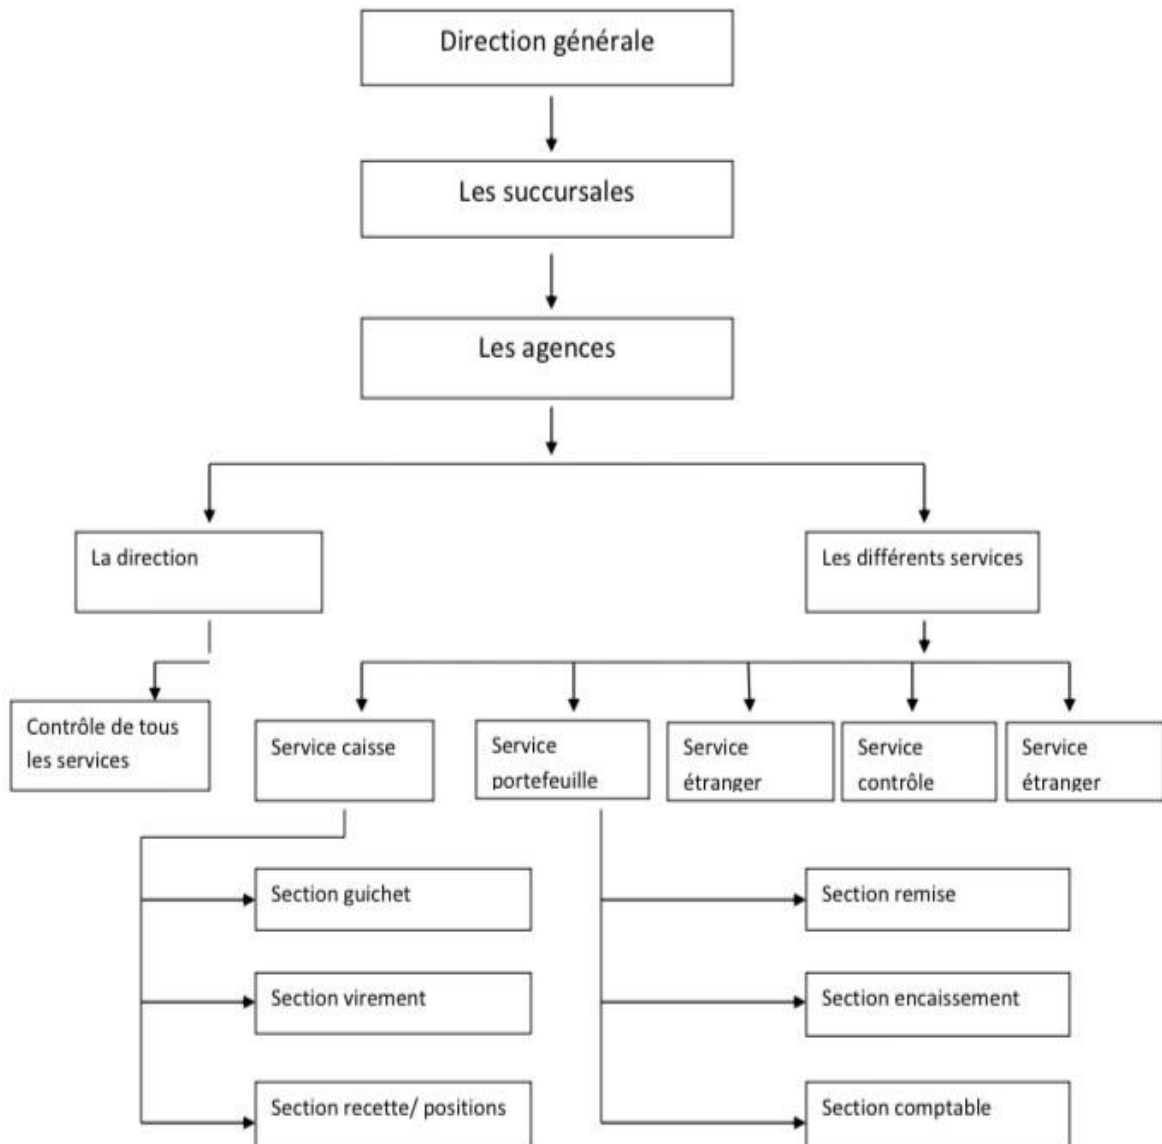 Direction générale
Les succursales
Les agences
La direction
Les différents services
Contrôle de tous
les services
Service caisse
Service
portefeuille
Service
étranger
Service
contrôle
Service
étranger
Section guichet
Section remise
Section virement
Section encaissement
Section recette/ positions
Section comptable